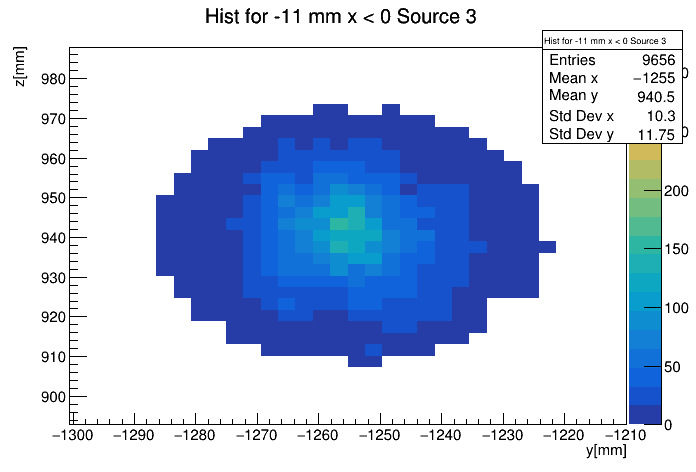 Hist for -11 mm x < 0 Source 3
Hist for -11 mm x < 0 Source 3
Entries 9656
Mean x −1255
Mean y 940.5
Std Dev x 10.3
Std Dev y 11.75
z[mm]
980
970
960
950
940
930
920
910
900
200
150
100
50
0
−1300 −1290 −1280 −1270 −1260 −1250 −1240 −1230 −1220 −1210
y[mm]